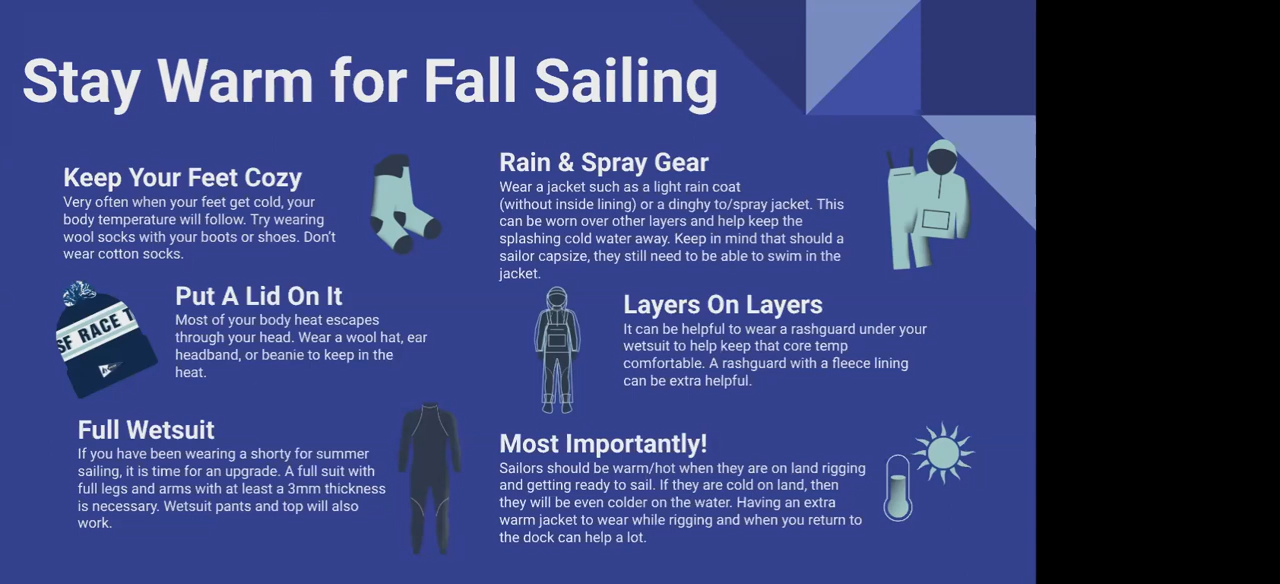 Stay Warm for Fall Sailing
Keep Your Feet Cozy
Very often when your feet get cold, your
body temperature will follow. Try wearing
wool socks with your boots or shoes. Don't
wear cotton socks.
Rain & Spray Gear
Wear a jacket such as a light rain coat
(without inside lining) or a dinghy to/spray jacket. This
can be worn over other layers and help keep the
splashing cold water away. Keep in mind that should a
sailor capsize, they still need to be able to swim in the
jacket.
SF RACE T
Put A Lid On It
Most of your body heat escapes
through your head. Wear a wool hat, ear
headband, or beanie to keep in the
heat.
Layers On Layers
It can be helpful to wear a rashguard under your
wetsuit to help keep that core temp
comfortable. A rashguard with a fleece lining
can be extra helpful.
Full Wetsuit
If you have been wearing a shorty for summer
sailing, it is time for an upgrade. A full suit with
full legs and arms with at least a 3mm thickness
is necessary. Wetsuit pants and top will also
work.
Most Importantly!
Sailors should be warm/hot when they are on land rigging
and getting ready to sail. If they are cold on land, then
they will be even colder on the water. Having an extra
warm jacket to wear while rigging and when you return to
the dock can help a lot.